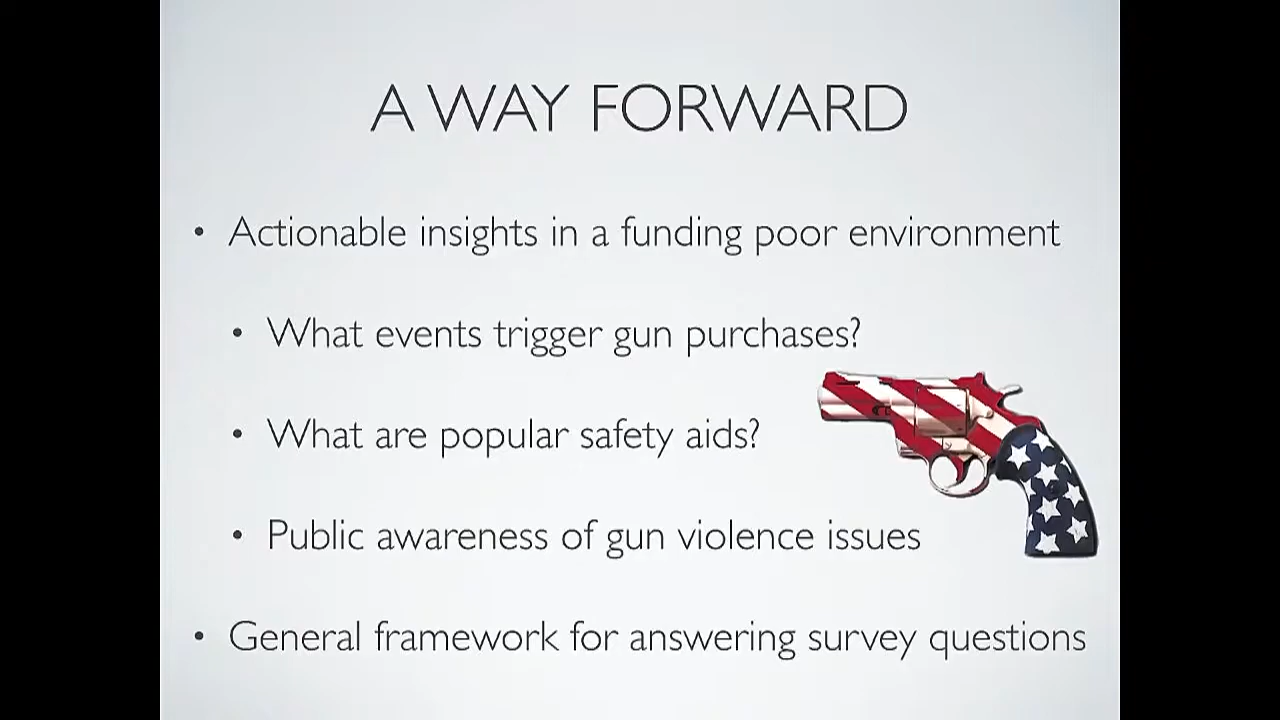 A WAY FORWARD
• Actionable insights in a funding poor environment
• What events trigger gun purchases?
• What are popular safety aids?
• Public awareness of gun violence issues
• General framework for answering survey questions